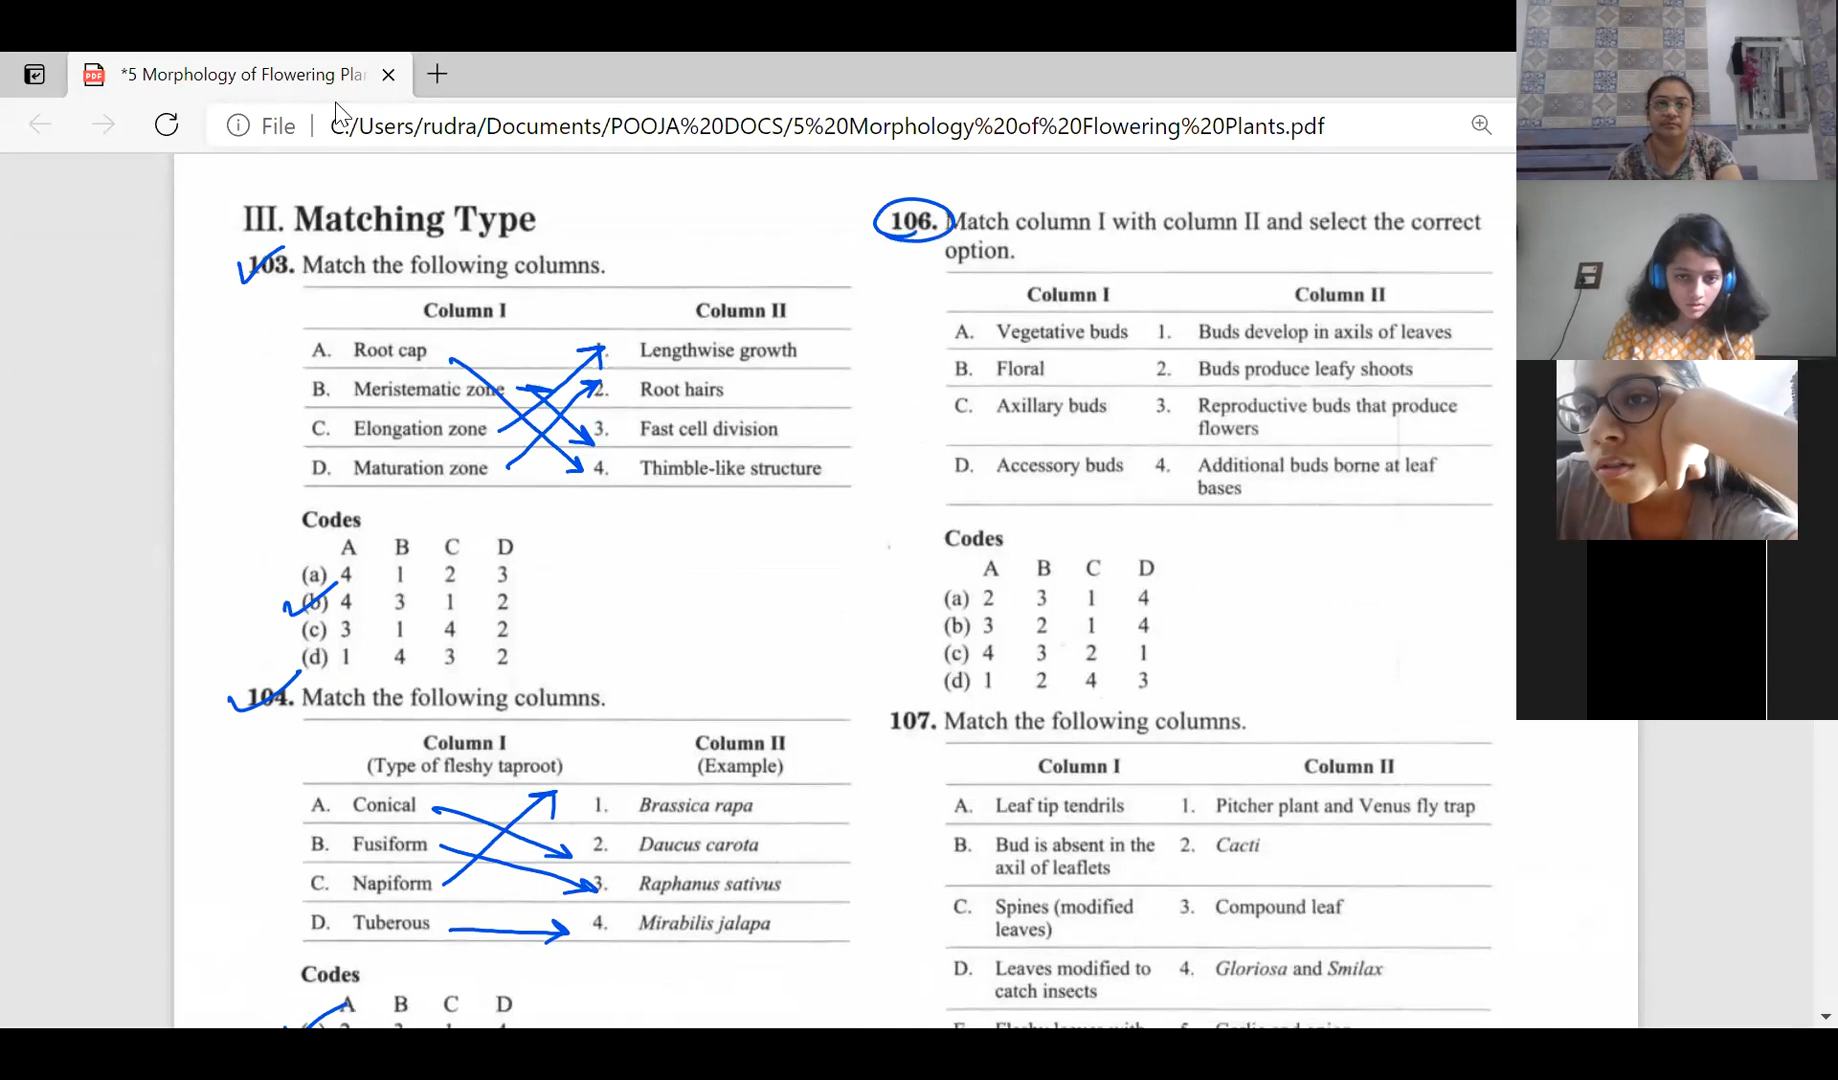 *5 Morphology of Flowering Pla
File
C:/Users/rudra/Documents/POOJA%20DOCS/5%20Morphology%20of%20Flowering%20Plants.pdf
III. Matching Type
103. Match the following columns.
Column I Column II
A. Root cap 1. Lengthwise growth
B. Meristematic zone 2. Root hairs
C. Elongation zone 3. Fast cell division
D. Maturation zone 4. Thimble-like structure
Codes
A B C D
(a) 4 1 2 3
(b) 4 3 1 2
(c) 3 1 4 2
(d) 1 4 3 2
104. Match the following columns.
Column I Column II
(Type of fleshy taproot) (Example)
A. Conical 1. Brassica rapa
B. Fusiform 2. Daucus carota
C. Napiform 3. Raphanus sativus
D. Tuberous 4. Mirabilis jalapa
Codes
A B C D
106. Match column I with column II and select the correct
option.
Column I Column II
A. Vegetative buds 1. Buds develop in axils of leaves
B. Floral 2. Buds produce leafy shoots
C. Axillary buds 3. Reproductive buds that produce
flowers
D. Accessory buds 4. Additional buds borne at leaf
bases
Codes
A B C D
(a) 2 3 1 4
(b) 3 2 1 4
(c) 4 3 2 1
(d) 1 2 4 3
107. Match the following columns.
Column I Column II
A. Leaf tip tendrils 1. Pitcher plant and Venus fly trap
B. Bud is absent in the 2. Cacti
axil of leaflets
C. Spines (modified 3. Compound leaf
leaves)
D. Leaves modified to 4. Gloriosa and Smilax
catch insects